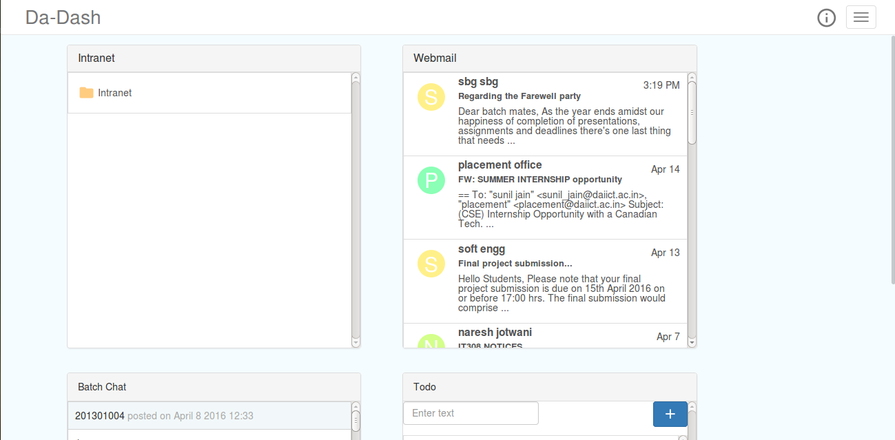 Da-Dash
Intranet
Intranet
Webmail
S
sbg sbg
3:19 PM
Regarding the Farewell party
Dear batch mates, As the year ends amidst our
happiness of completion of presentations,
assignments and deadlines there's one last thing
that needs ...
P
placement office
Apr 14
FW: SUMMER INTERNSHIP opportunity
== To: "sunil jain" <sunil_jain@daiict.ac.in>,
"placement" <placement@daiict.ac.in> Subject:
(CSE) Internship Opportunity with a Canadian
Tech. ...
S
soft engg
Apr 13
Final project submission...
Hello Students, Please note that your final
project submission is due on 15th April 2016 on
or before 17:00 hrs. The final submission would
comprise ...
N
naresh jotwani
Apr 7
IT308 NOTICES
Batch Chat
201301004 posted on April 8 2016 12:33
Todo
Enter text
+